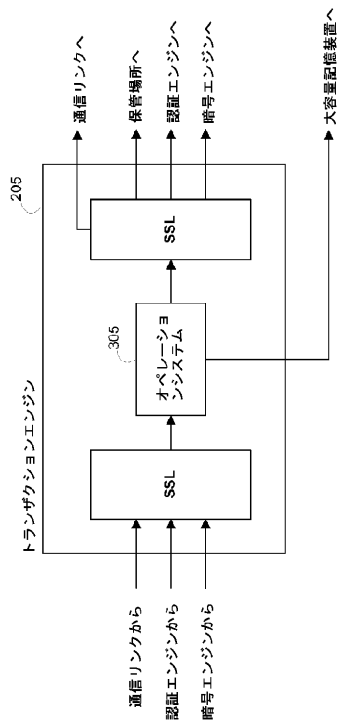 トランザクションエンジン
205
通信リンクから
認証エンジンから
暗号エンジンから
SSL
305
オペレーショ
ンシステム
SSL
通信リンクへ
保管場所へ
認証エンジンへ
暗号エンジンへ
大容量記憶装置へ